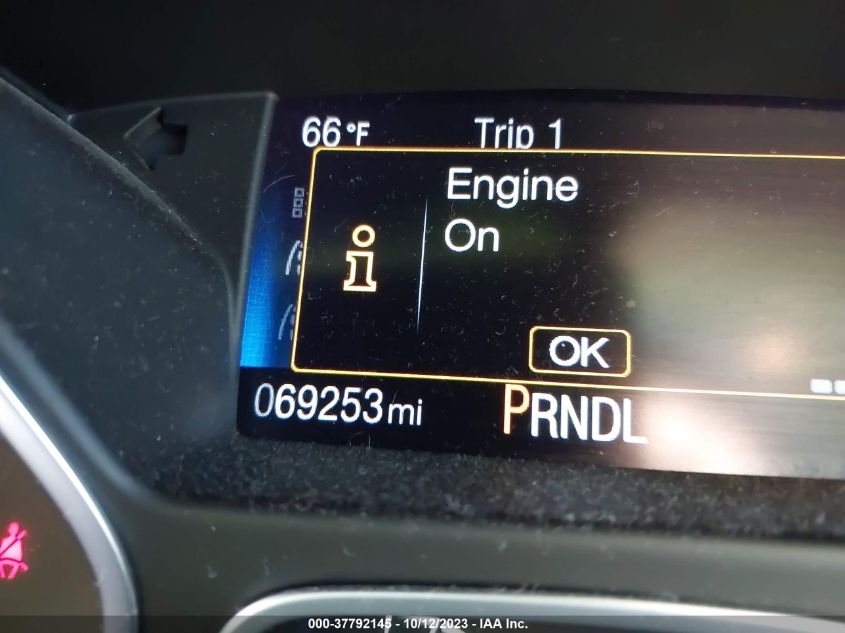 66°F Trip 1
Engine
On
OK
069253mi PRNDL
000-37792145 - 10/12/2023 - IAA Inc.